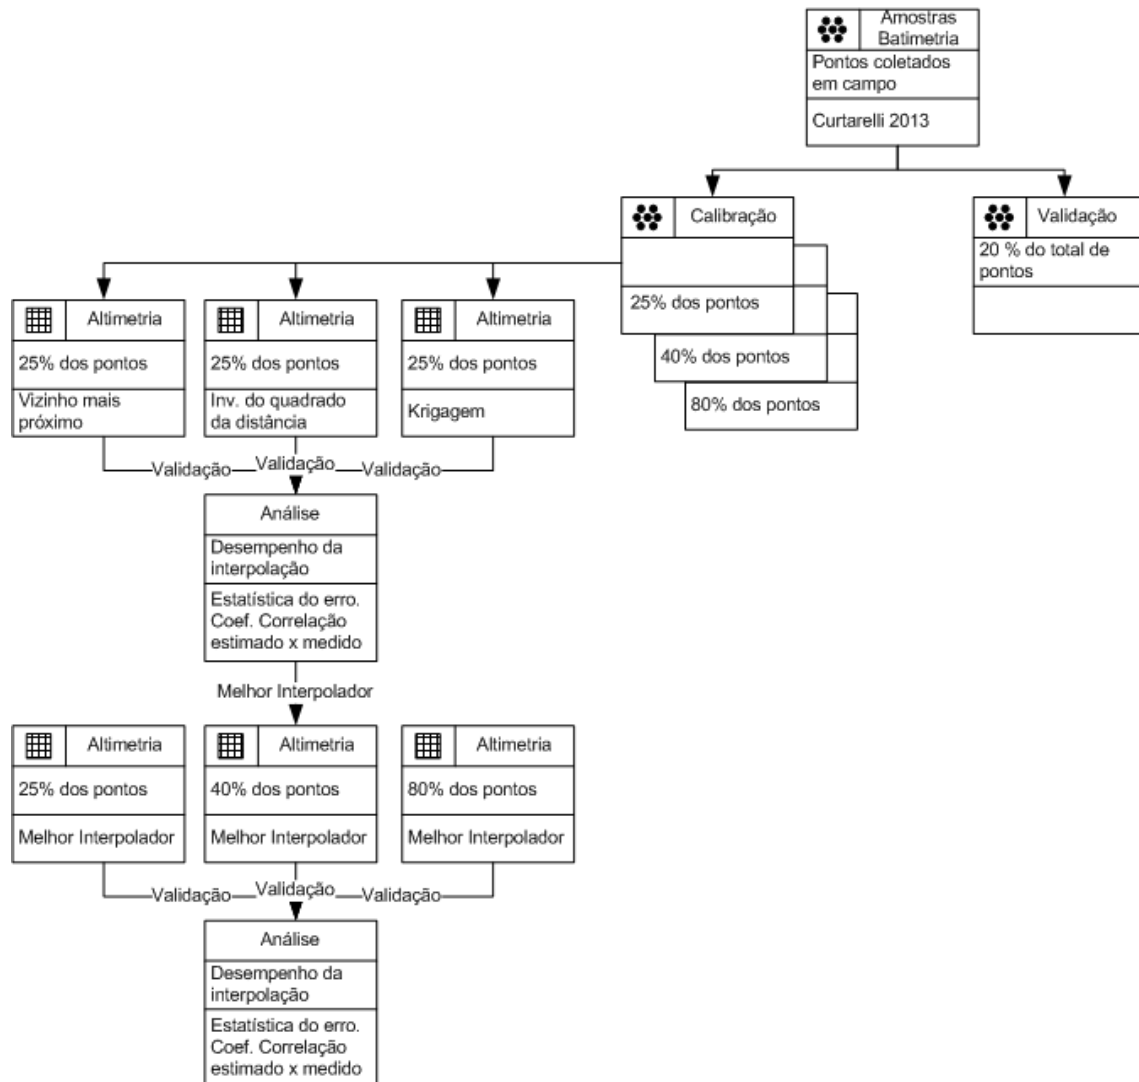 Amostras
Batimetria
Pontos coletados
em campo
Curtarelli 2013
Calibração
25% dos pontos
40% dos pontos
80% dos pontos
Validação
20 % do total de
pontos
Altimetria
25% dos pontos
Vizinho mais
próximo
Altimetria
25% dos pontos
Inv. do quadrado
da distância
Altimetria
25% dos pontos
Krigagem
Validação
Validação
Validação
Análise
Desempenho da
interpolação
Estatística do erro.
Coef. Correlação
estimado x medido
Melhor Interpolador
Altimetria
25% dos pontos
Melhor Interpolador
Altimetria
40% dos pontos
Melhor Interpolador
Altimetria
80% dos pontos
Melhor Interpolador
Validação
Validação
Validação
Análise
Desempenho da
interpolação
Estatística do erro.
Coef. Correlação
estimado x medido